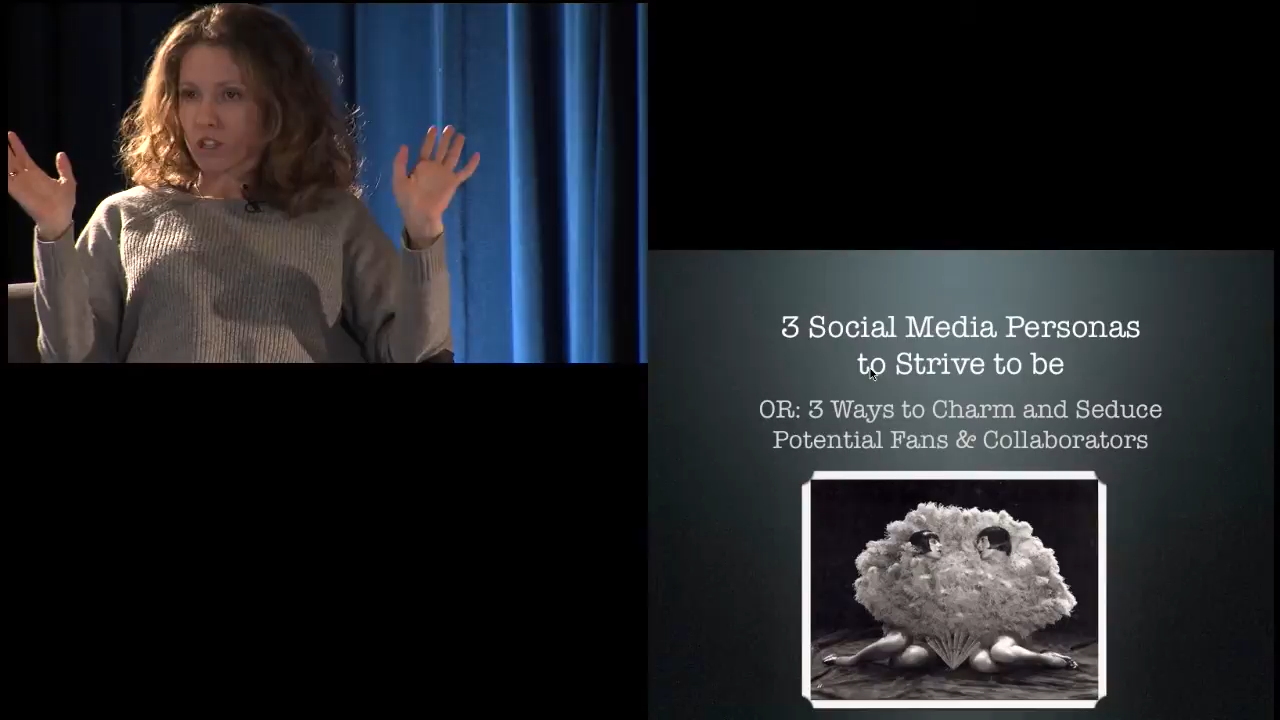 3 Social Media Personas
to Strive to be
OR: 3 Ways to Charm and Seduce
Potential Fans & Collaborators